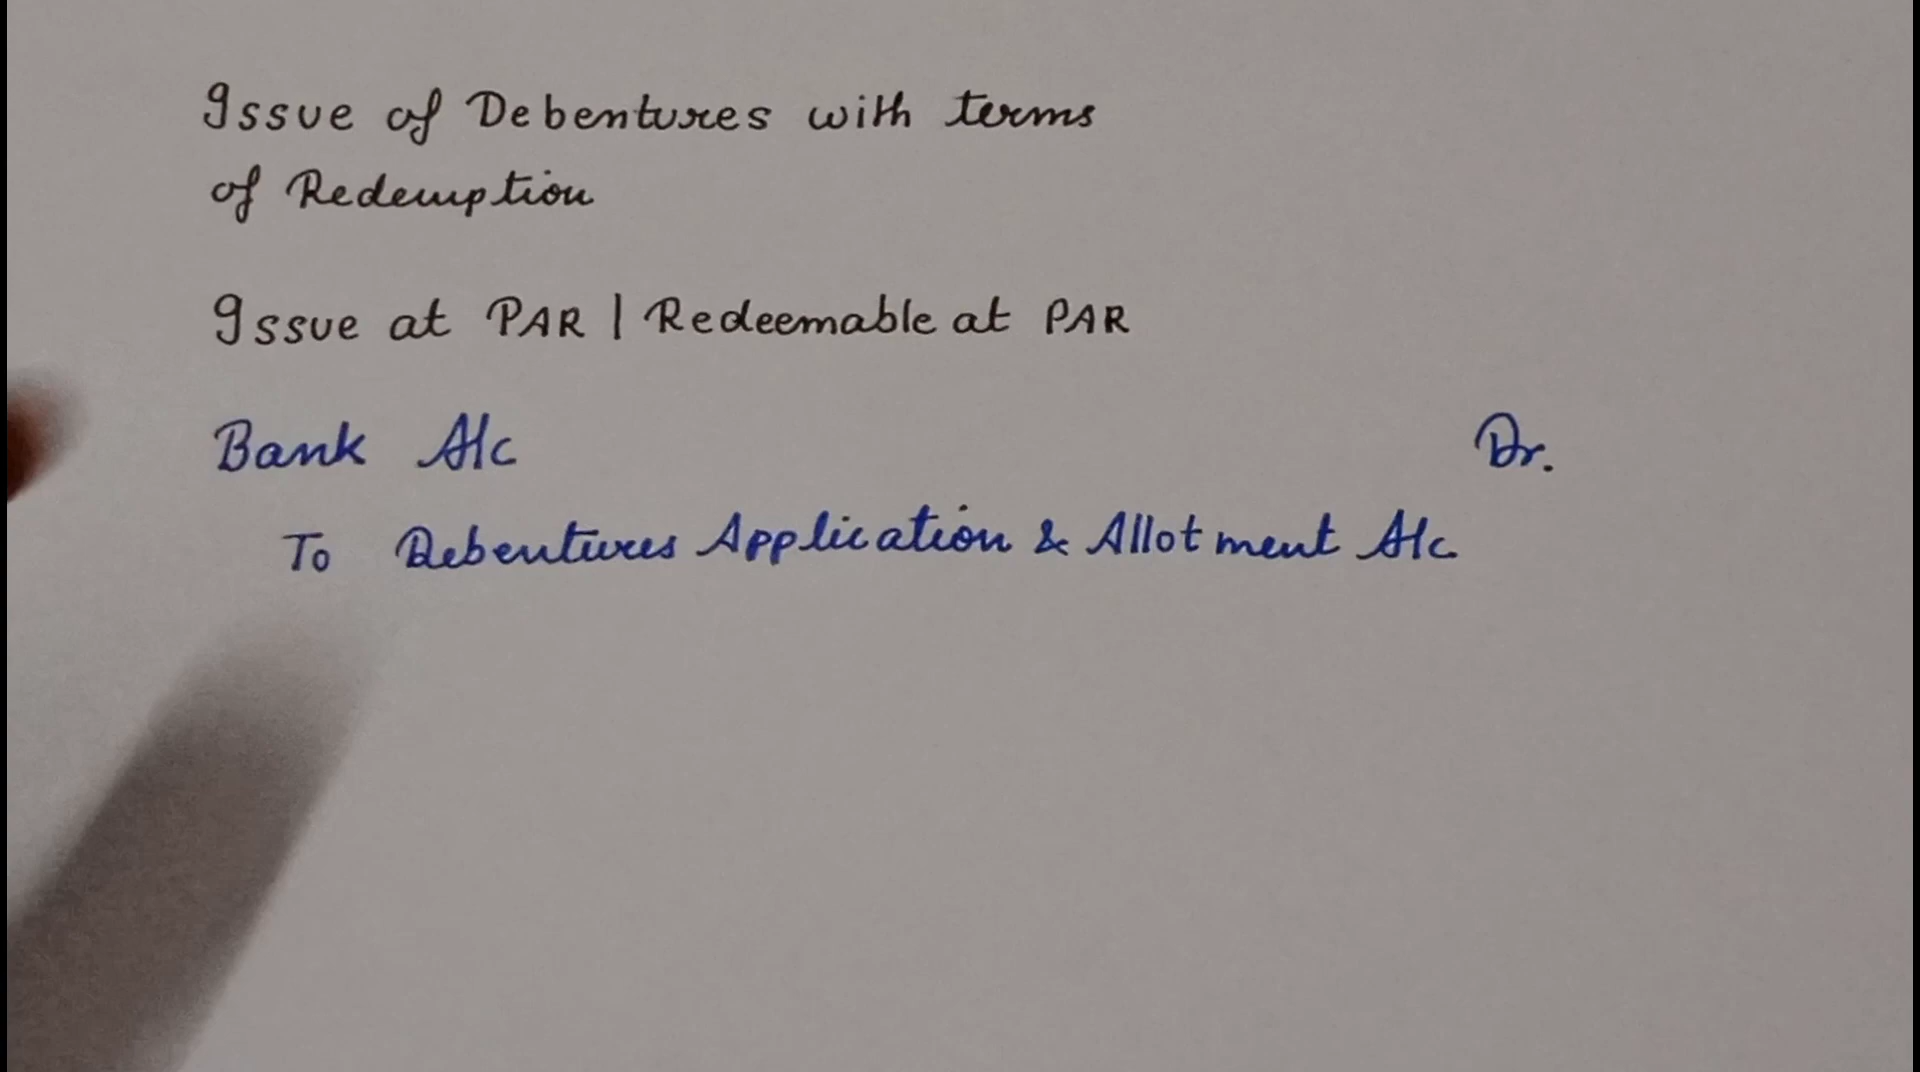 Issue of Debentures with terms
of Redemption
Issue at PAR | Redeemable at PAR
Bank A/c Dr.
To Debentures Application & Allotment A/c